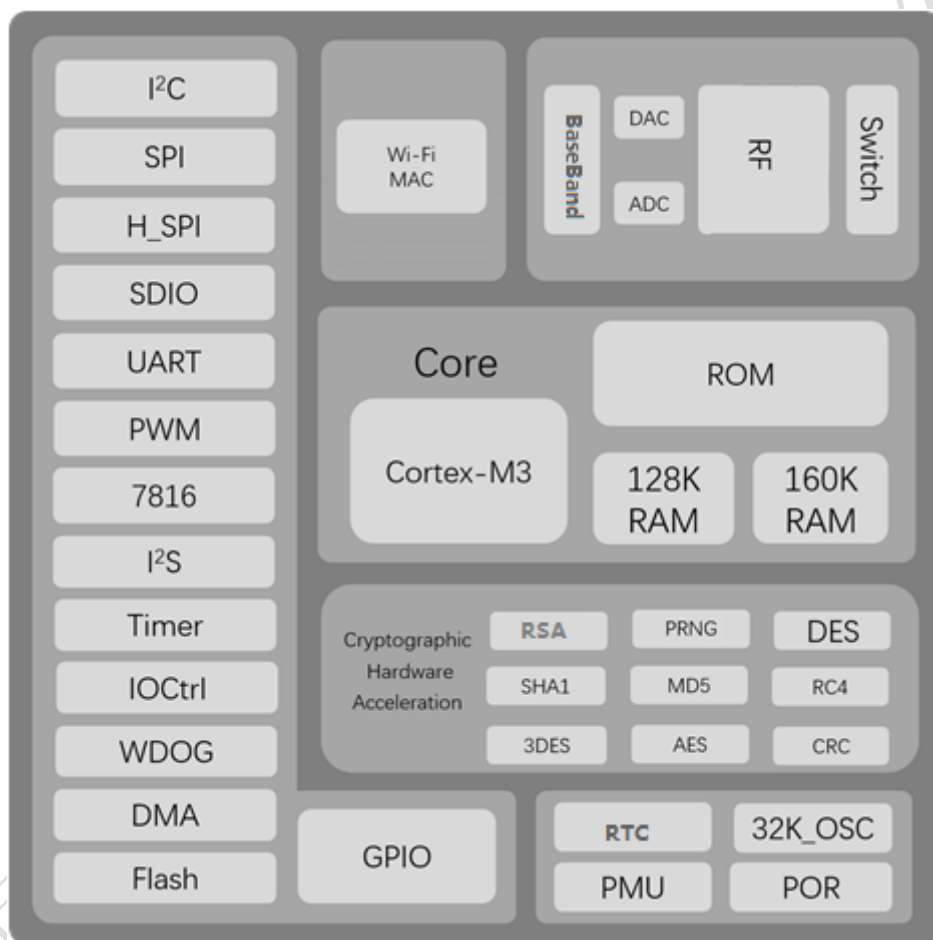 I²C
SPI
H_SPI
SDIO
UART
PWM
7816
I²S
Timer
IOCtrl
WDOG
DMA
Flash
GPIO
Wi-Fi
MAC
BaseBand
DAC
ADC
RF
Switch
Core
Cortex-M3
ROM
128K
RAM
160K
RAM
Cryptographic
Hardware
Acceleration
RSA
PRNG
DES
SHA1
MD5
RC4
3DES
AES
CRC
RTC
32K_OSC
PMU
POR